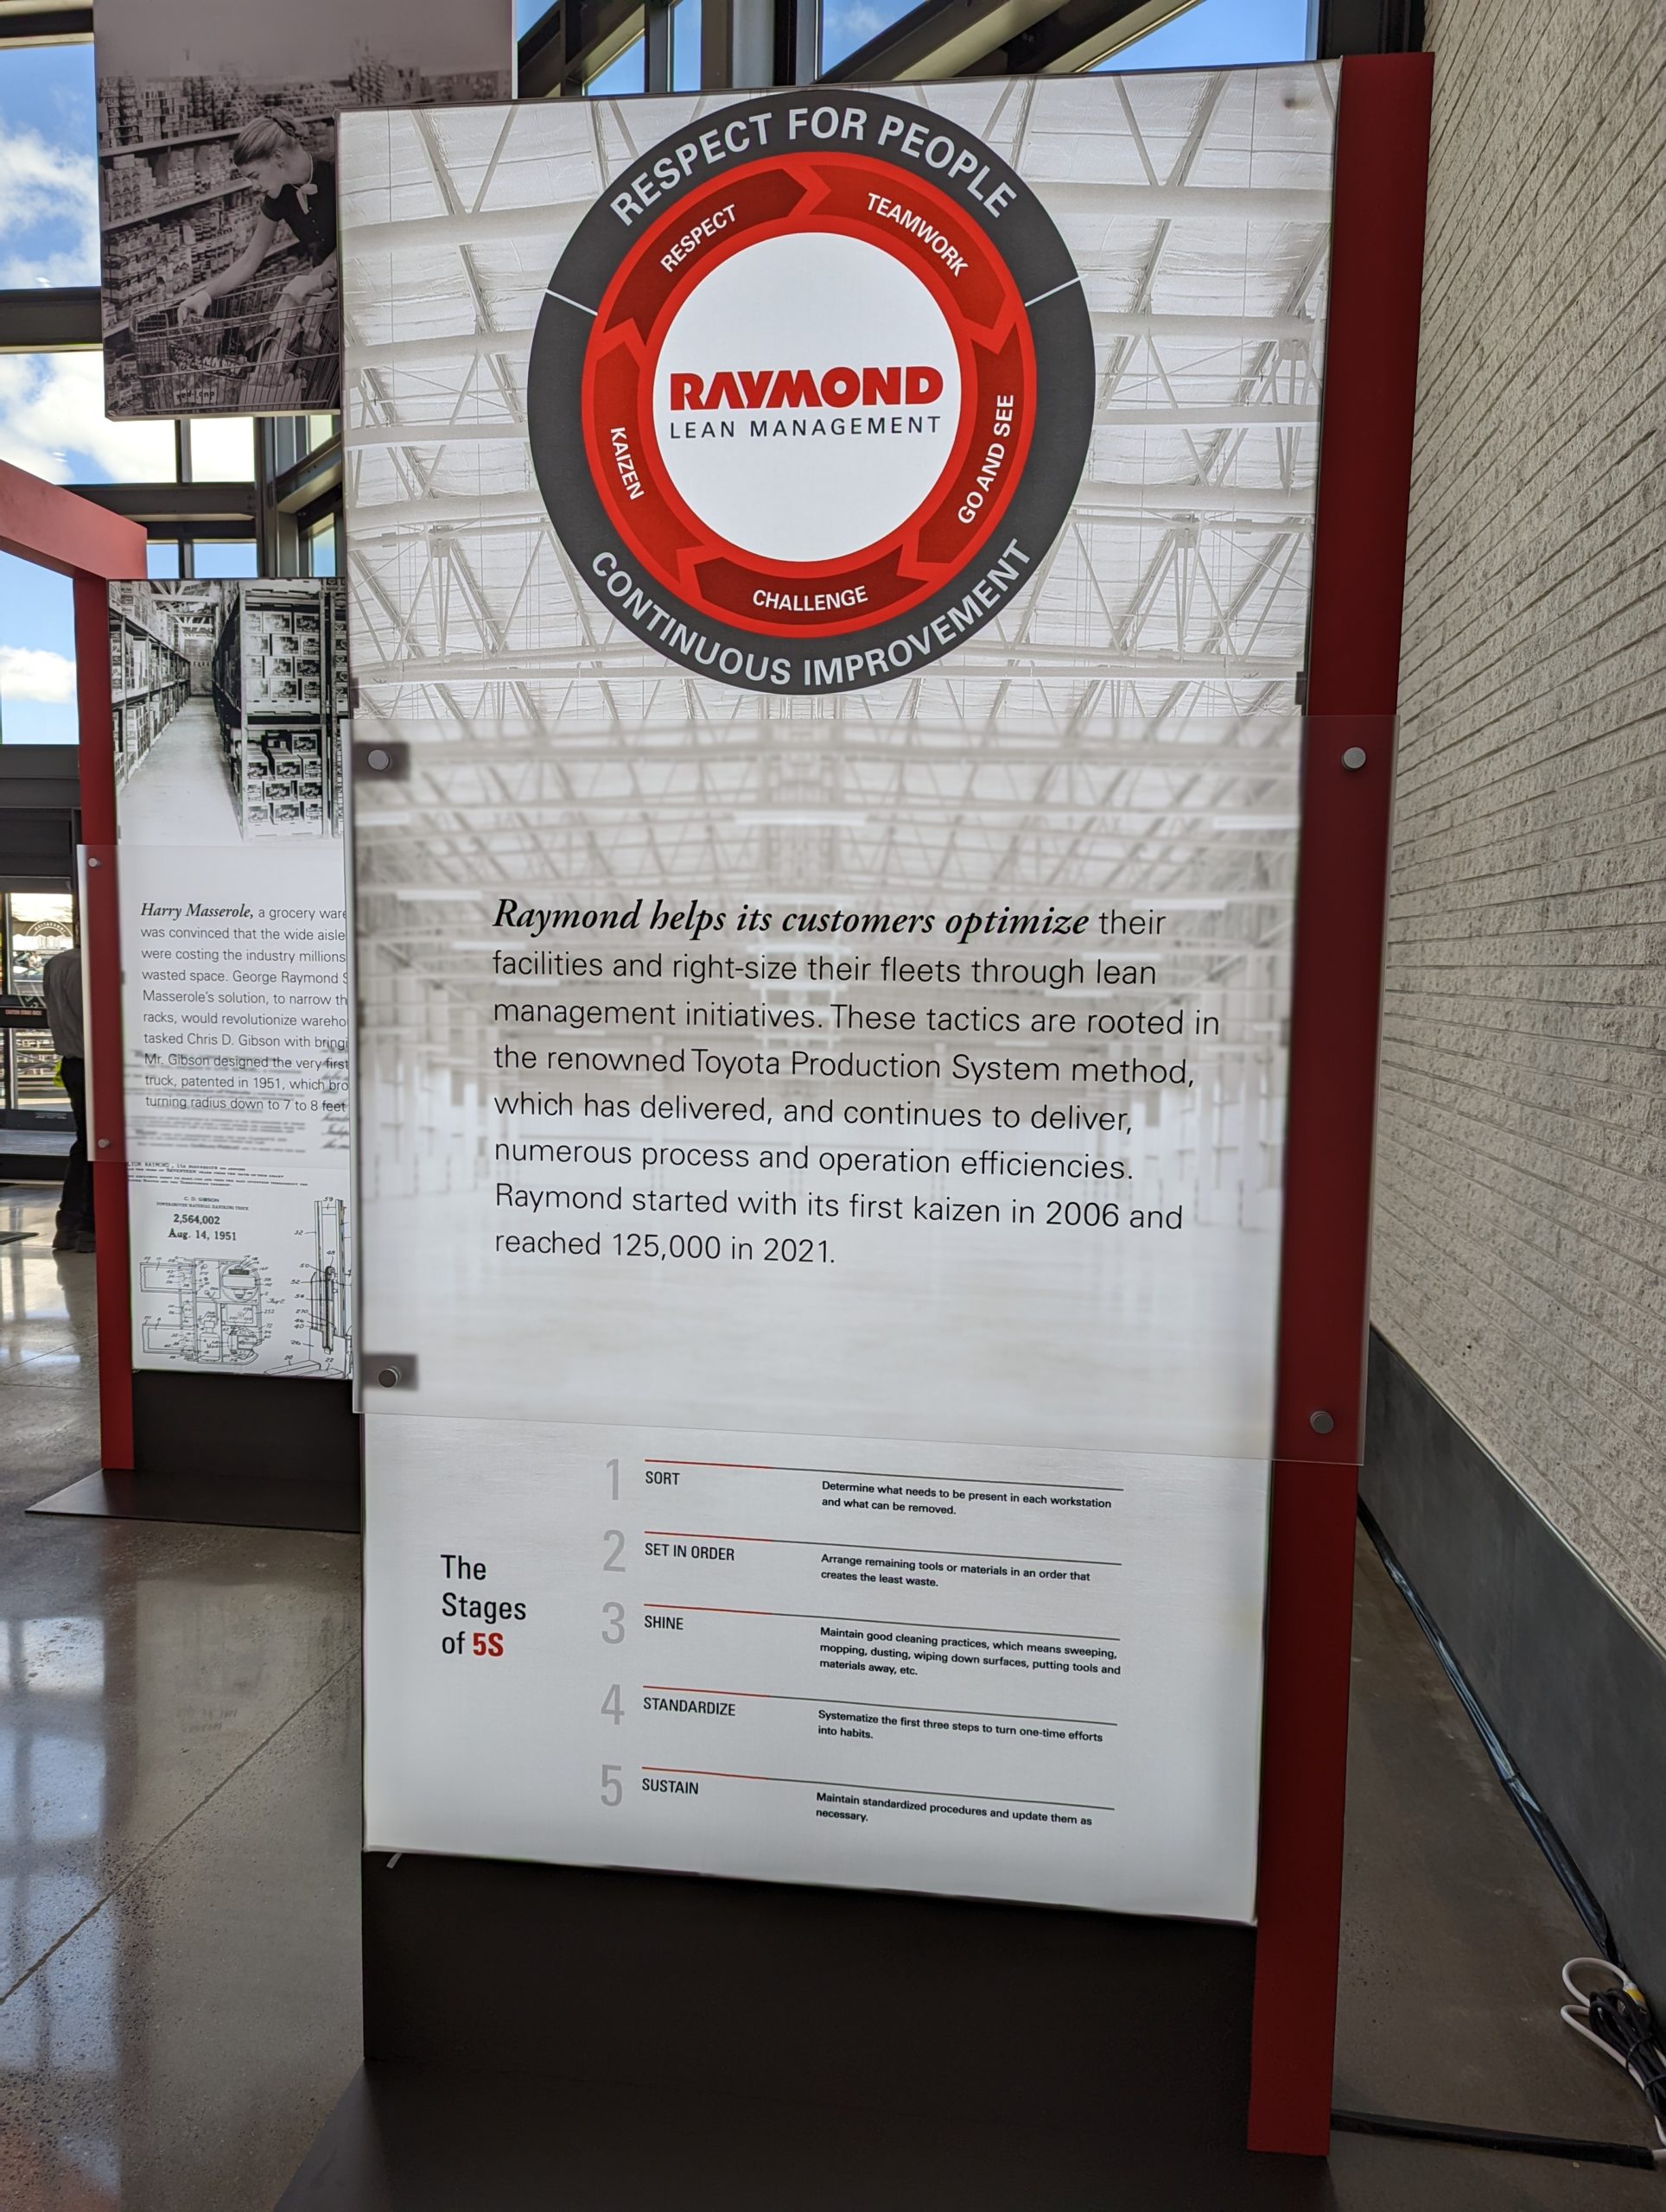 RESPECT FOR PEOPLE
RESPECT
TEAMWORK
GO AND SEE
CHALLENGE
KAIZEN
RAYMOND
LEAN MANAGEMENT
CONTINUOUS IMPROVEMENT
Raymond helps its customers optimize their
facilities and right-size their fleets through lean
management initiatives. These tactics are rooted in
the renowned Toyota Production System method,
which has delivered, and continues to deliver,
numerous process and operation efficiencies.
Raymond started with its first kaizen in 2006 and
reached 125,000 in 2021.
The
Stages
of 5S
1 SORT
Determine what needs to be present in each workstation
and what can be removed.
2 SET IN ORDER
Arrange remaining tools or materials in an order that
creates the least waste.
3 SHINE
Maintain good cleaning practices, which means sweeping,
mopping, dusting, wiping down surfaces, putting tools and
materials away, etc.
4 STANDARDIZE
Systematize the first three steps to turn one-time efforts
into habits.
5 SUSTAIN
Maintain standardized procedures and update them as
necessary.
Harry Masserole, a grocery
was convinced that the wide
were costing the industry millions
wasted space. George Raymond
Masserole's solution, to narrow
racks, would revolutionize
tasked Chris D. Gibson with
Mr. Gibson designed the very first
truck, patented in 1951, which
turning radius down to 7 to 8 feet
C. D. GIBSON
2,564,002
Aug. 14, 1951